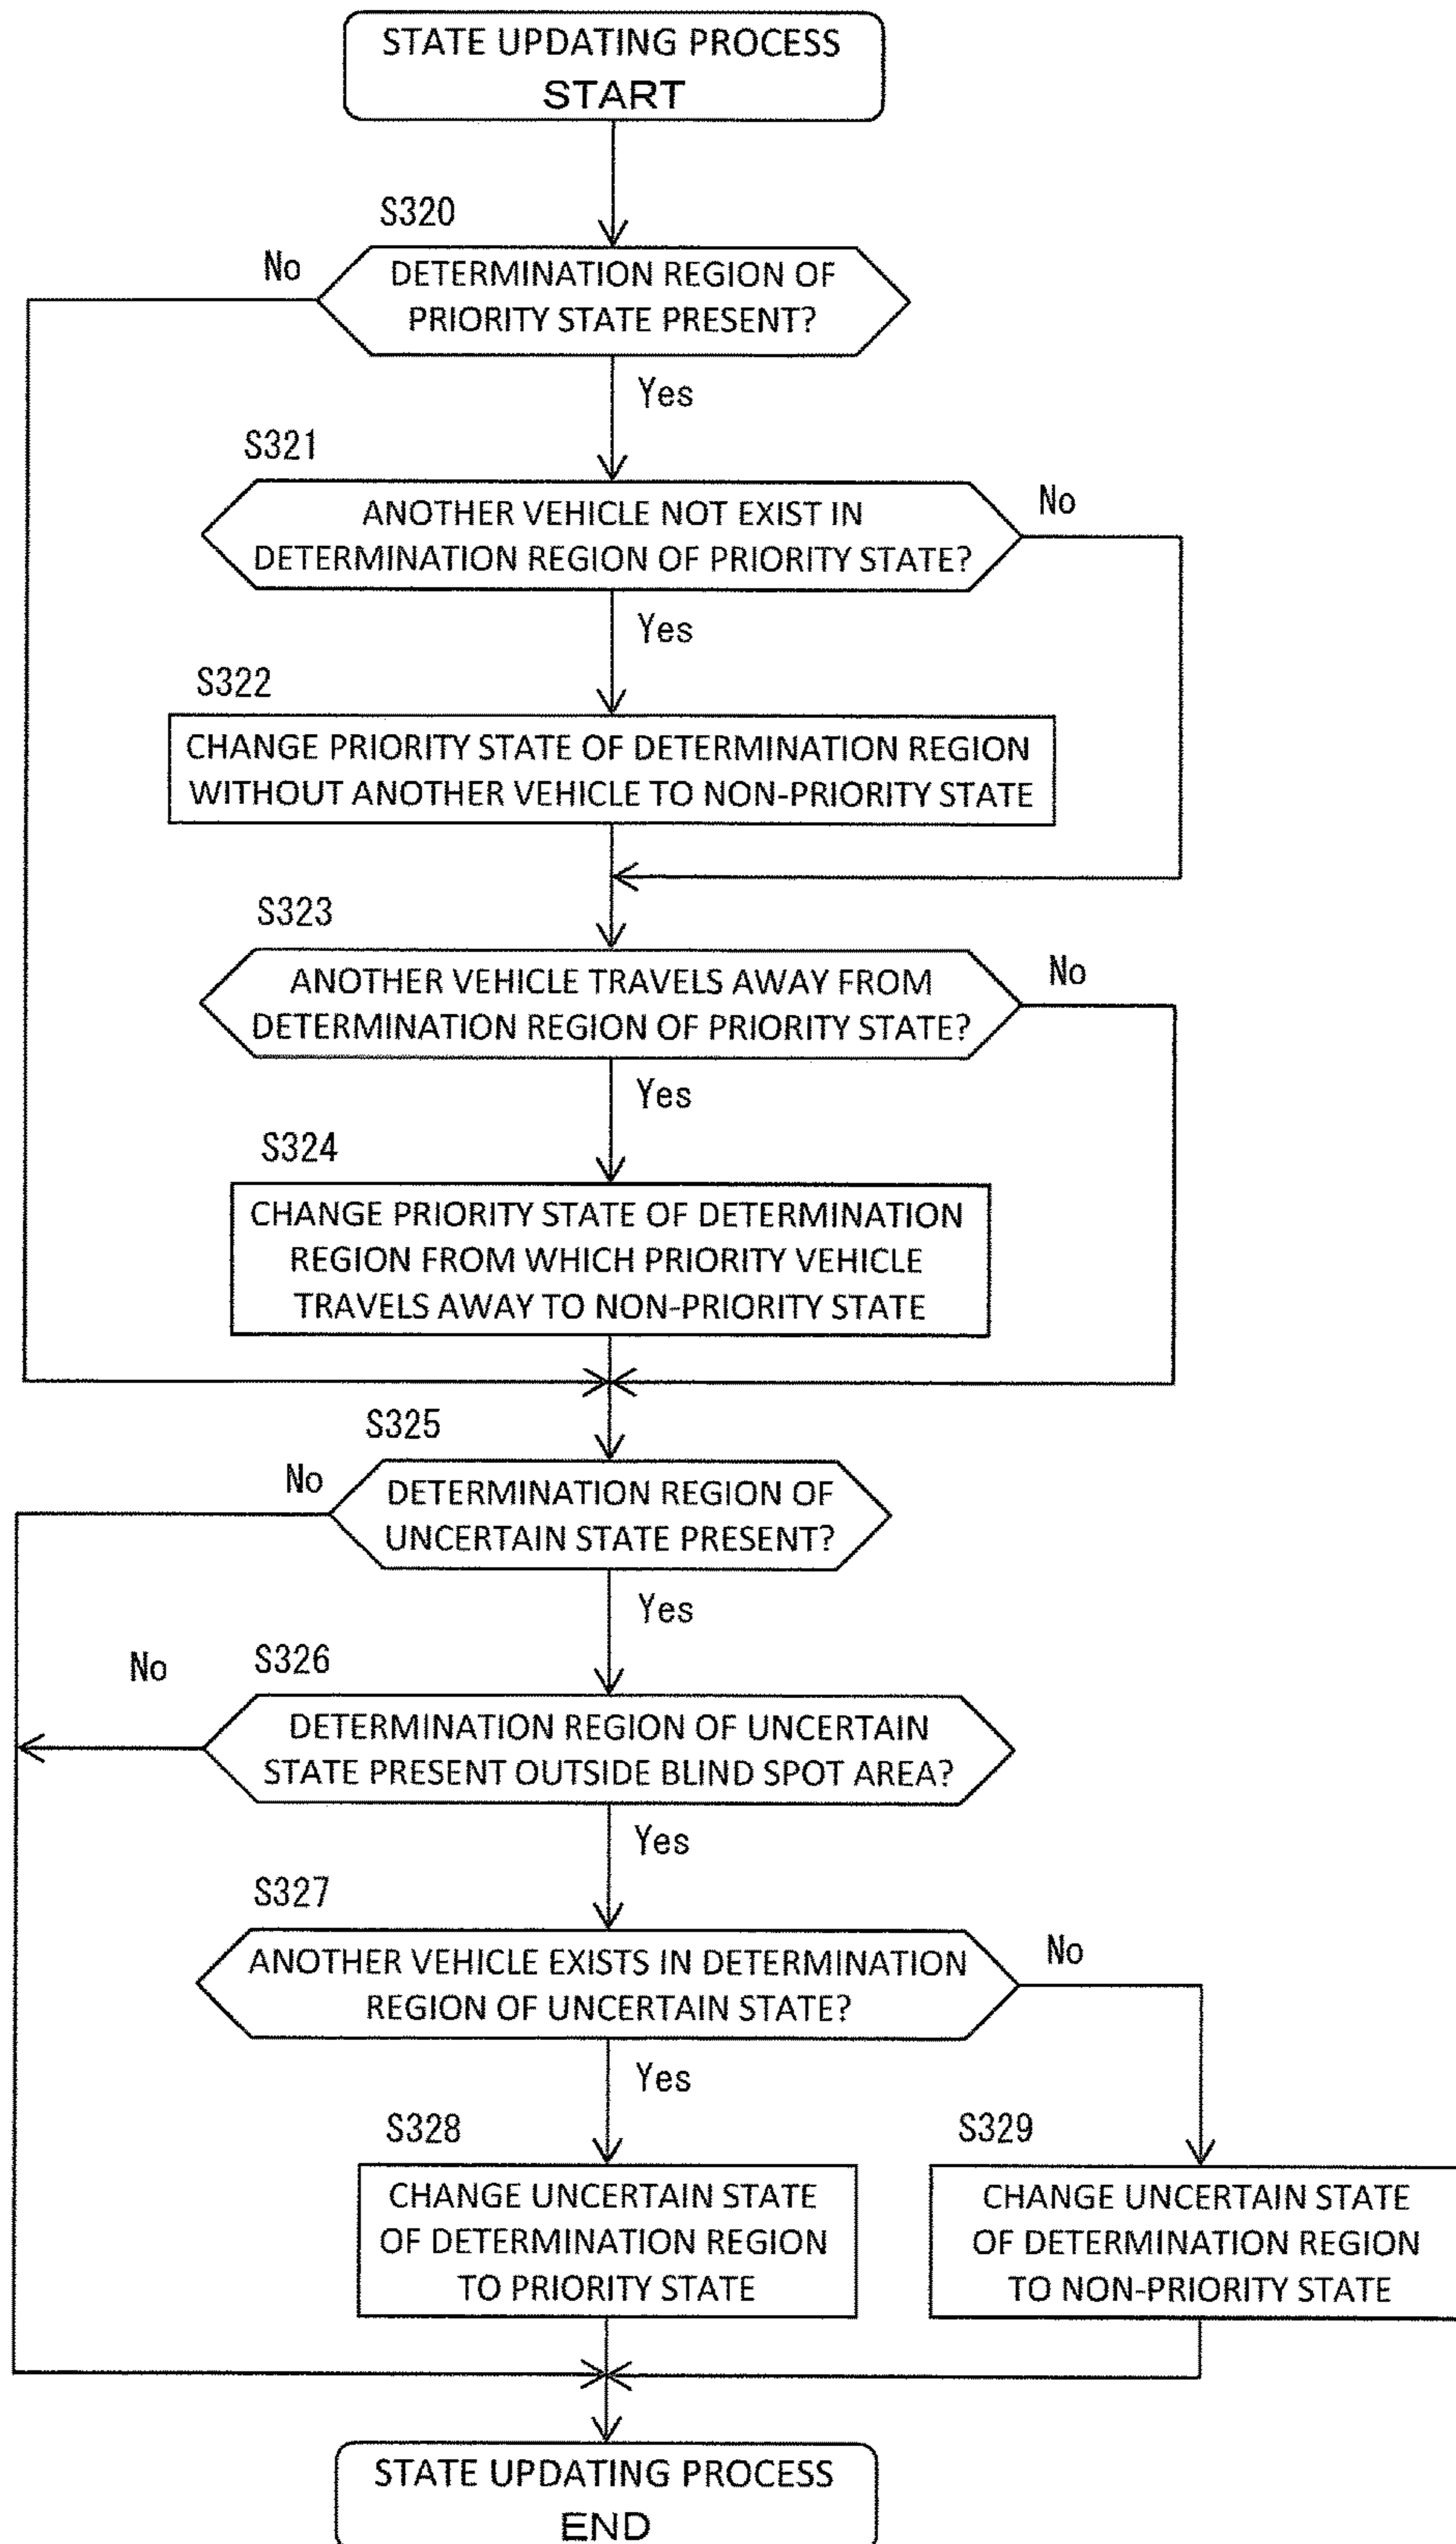 STATE UPDATING PROCESS
START
S320
No
DETERMINATION REGION OF
PRIORITY STATE PRESENT?
Yes
S321
No
ANOTHER VEHICLE NOT EXIST IN
DETERMINATION REGION OF PRIORITY STATE?
Yes
S322
CHANGE PRIORITY STATE OF DETERMINATION REGION
WITHOUT ANOTHER VEHICLE TO NON-PRIORITY STATE
S323
No
ANOTHER VEHICLE TRAVELS AWAY FROM
DETERMINATION REGION OF PRIORITY STATE?
Yes
S324
CHANGE PRIORITY STATE OF DETERMINATION
REGION FROM WHICH PRIORITY VEHICLE
TRAVELS AWAY TO NON-PRIORITY STATE
S325
No
DETERMINATION REGION OF
UNCERTAIN STATE PRESENT?
Yes
No
S326
DETERMINATION REGION OF UNCERTAIN
STATE PRESENT OUTSIDE BLIND SPOT AREA?
Yes
S327
No
ANOTHER VEHICLE EXISTS IN DETERMINATION
REGION OF UNCERTAIN STATE?
Yes
S328
CHANGE UNCERTAIN STATE
OF DETERMINATION REGION
TO PRIORITY STATE
S329
CHANGE UNCERTAIN STATE
OF DETERMINATION REGION
TO NON-PRIORITY STATE
STATE UPDATING PROCESS
END